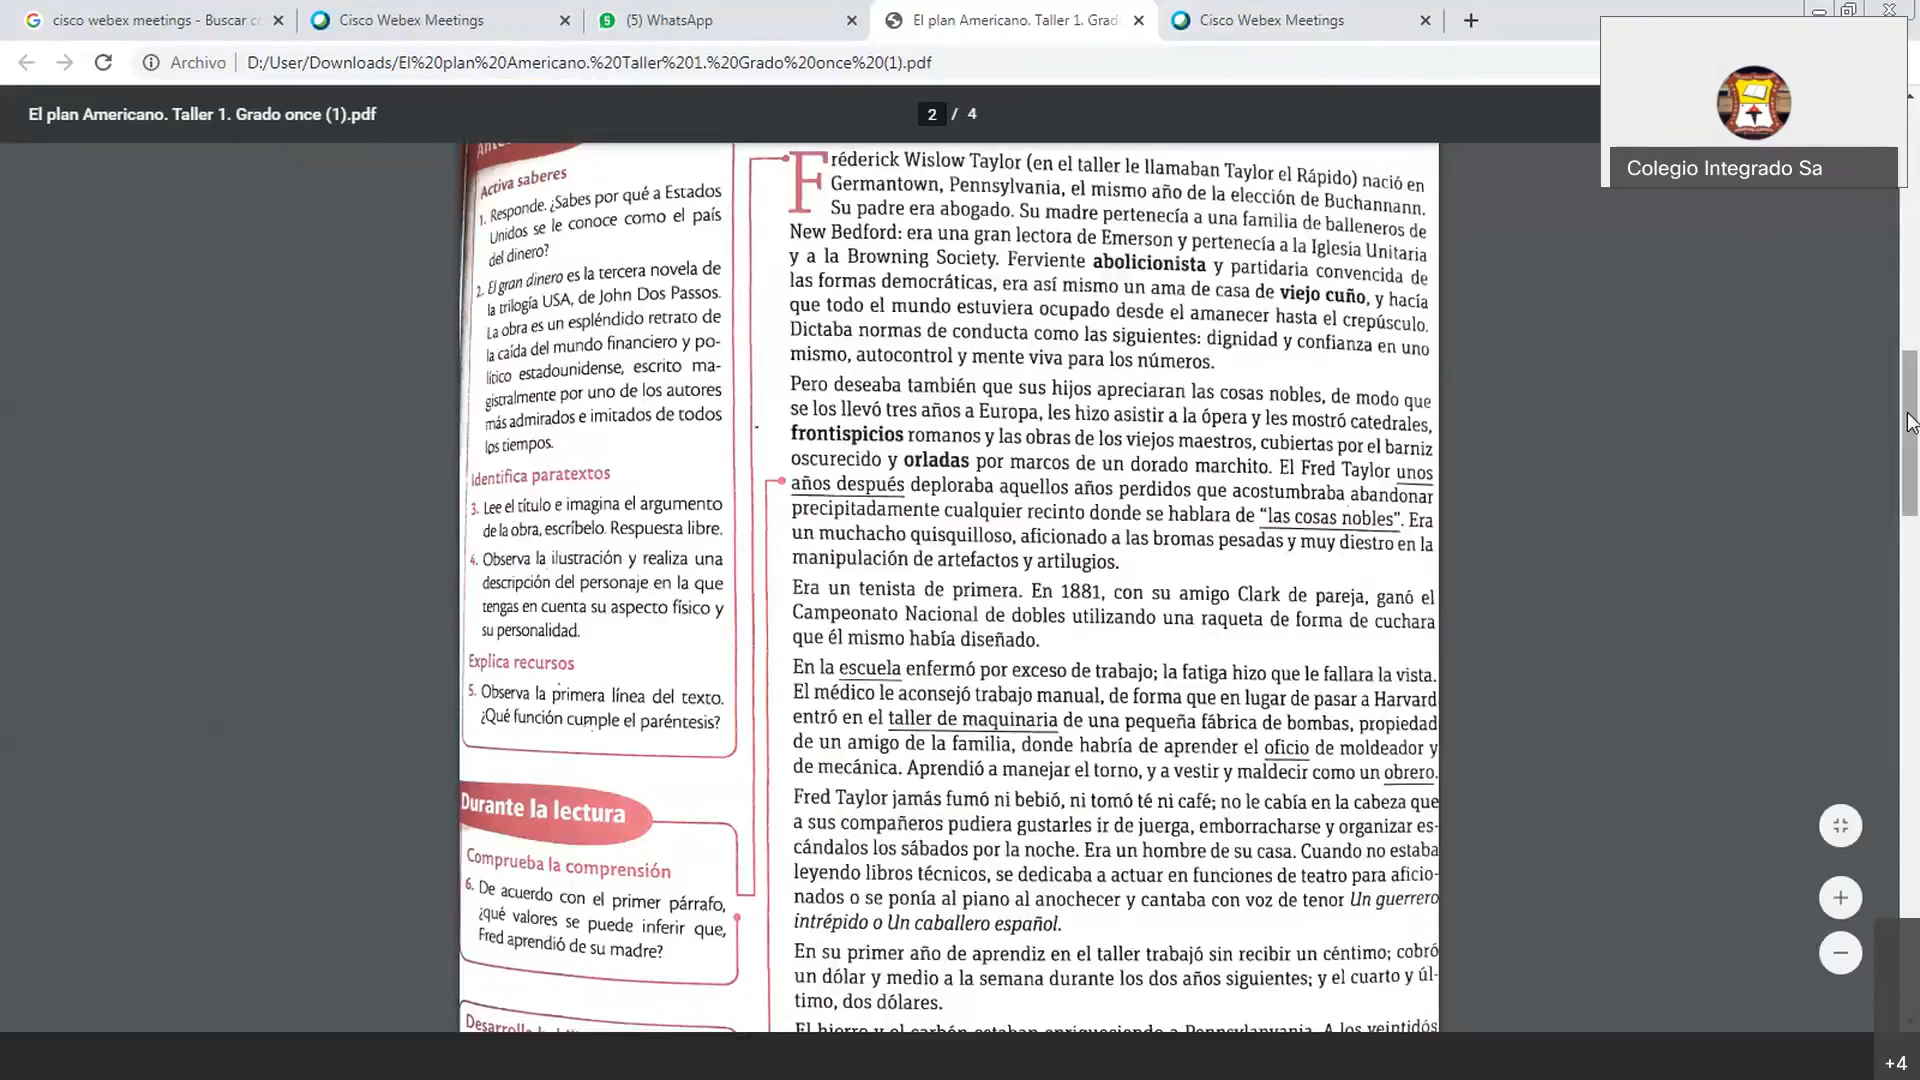 cisco webex meetings - Buscar c
Cisco Webex Meetings
(5) WhatsApp
El plan Americano. Taller 1. Grad
Cisco Webex Meetings
Archivo
D:/User/Downloads/El%20plan%20Americano.%20Taller%201.%20Grado%20once%20(1).pdf
El plan Americano. Taller 1. Grado once (1).pdf
2 / 4
Colegio Integrado Sa
Activa saberes
1. Responde. ¿Sabes por qué a Estados
Unidos se le conoce como el país
del dinero?
2. El gran dinero es la tercera novela de
la trilogía USA, de John Dos Passos.
La obra es un espléndido retrato de
la caída del mundo financiero y po-
lítico estadounidense, escrito ma-
gistralmente por uno de los autores
más admirados e imitados de todos
los tiempos.
Identifica paratextos
3. Lee el título e imagina el argumento
de la obra, escríbelo. Respuesta libre.
4. Observa la ilustración y realiza una
descripción del personaje en la que
tengas en cuenta su aspecto físico y
su personalidad.
Explica recursos
5. Observa la primera línea del texto.
¿Qué función cumple el paréntesis?
Durante la lectura
Comprueba la comprensión
6. De acuerdo con el primer párrafo,
¿qué valores se puede inferir que,
Fred aprendió de su madre?
Fréderick Wislow Taylor (en el taller le llamaban Taylor el Rápido) nació en
Germantown, Pennsylvania, el mismo año de la elección de Buchannann.
Su padre era abogado. Su madre pertenecía a una familia de balleneros de
New Bedford: era una gran lectora de Emerson y pertenecía a la Iglesia Unitaria
y a la Browning Society. Ferviente abolicionista y partidaria convencida de
las formas democráticas, era así mismo un ama de casa de viejo cuño, y hacía
que todo el mundo estuviera ocupado desde el amanecer hasta el crepúsculo.
Dictaba normas de conducta como las siguientes: dignidad y confianza en uno
mismo, autocontrol y mente viva para los números.
Pero deseaba también que sus hijos apreciaran las cosas nobles, de modo que
se los llevó tres años a Europa, les hizo asistir a la ópera y les mostró catedrales,
frontispicios romanos y las obras de los viejos maestros, cubiertas por el barniz
oscurecido y orladas por marcos de un dorado marchito. El Fred Taylor unos
años después deploraba aquellos años perdidos que acostumbraba abandonar
precipitadamente cualquier recinto donde se hablara de “las cosas nobles”. Era
un muchacho quisquilloso, aficionado a las bromas pesadas y muy diestro en la
manipulación de artefactos y artilugios.
Era un tenista de primera. En 1881, con su amigo Clark de pareja, ganó el
Campeonato Nacional de dobles utilizando una raqueta de forma de cuchara
que él mismo había diseñado.
En la escuela enfermó por exceso de trabajo; la fatiga hizo que le fallara la vista.
El médico le aconsejó trabajo manual, de forma que en lugar de pasar a Harvard
entró en el taller de maquinaria de una pequeña fábrica de bombas, propiedad
de un amigo de la familia, donde habría de aprender el oficio de moldeador y
de mecánica. Aprendió a manejar el torno, y a vestir y maldecir como un obrero.
Fred Taylor jamás fumó ni bebió, ni tomó té ni café; no le cabía en la cabeza que
a sus compañeros pudiera gustarles ir de juerga, emborracharse y organizar es-
cándalos los sábados por la noche. Era un hombre de su casa. Cuando no estaba
leyendo libros técnicos, se dedicaba a actuar en funciones de teatro para aficio-
nados o se ponía al piano al anochecer y cantaba con voz de tenor Un guerrero
intrépido o Un caballero español.
En su primer año de aprendiz en el taller trabajó sin recibir un céntimo; cobró
un dólar y medio a la semana durante los dos años siguientes; y el cuarto y úl-
timo, dos dólares.
El hierro y el carbón estaban enriqueciendo a Pennsylanvania. A los veintidós
+4